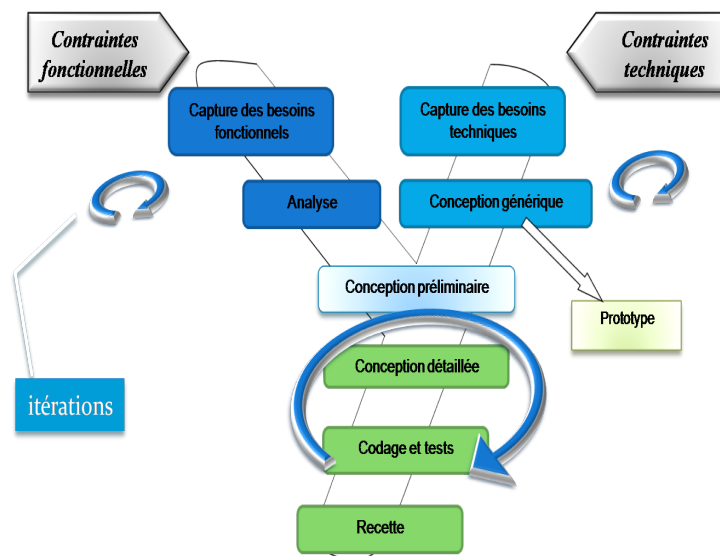 Contraintes
fonctionnelles
Contraintes
techniques
Capture des besoins
fonctionnels
Capture des besoins
techniques
Analyse
Conception générique
Conception préliminaire
Prototype
Conception détaillée
itérations
Codage et tests
Recette